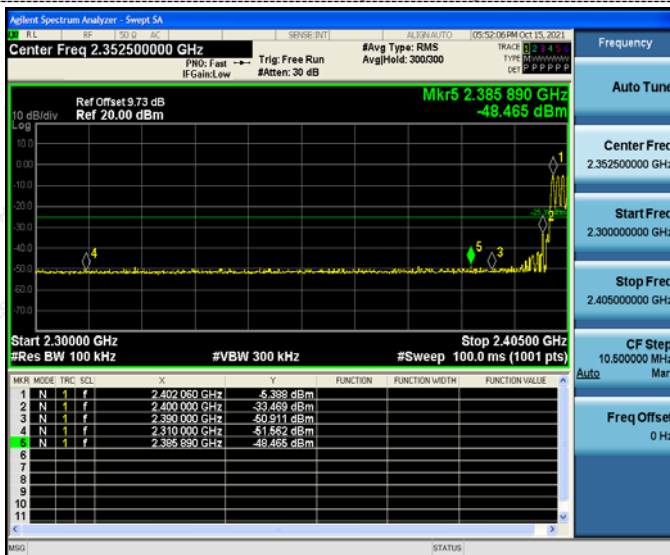 Agilent Spectrum Analyzer - Swept SA
RL RF 50 Ω AC SENSE:INT ALIGN AUTO 05:52:06 PM Oct 15, 2021
Center Freq 2.352500000 GHz
PNO: Fast Trig: Free Run
IFGain:Low #Atten: 30 dB
#Avg Type: RMS
Avg|Hold: 300/300
TRACE 1 2 3 4 5 6
TYPE M
DET P P P P P P
Ref Offset 9.73 dB
10 dB/div Ref 20.00 dBm
Log
Mkr5 2.385 890 GHz
-48.465 dBm
10.0
0.00
-10.0
-20.0
-30.0
-40.0
-50.0
-60.0
-70.0
1
2
3
4
5
Start 2.30000 GHz Stop 2.40500 GHz
#Res BW 100 kHz #VBW 300 kHz #Sweep 100.0 ms (1001 pts)
MKR MODE TRC SCL X Y FUNCTION FUNCTION WIDTH FUNCTION VALUE
1 N 1 f 2.402 060 GHz -5.388 dBm
2 N 1 f 2.400 000 GHz -33.469 dBm
3 N 1 f 2.390 000 GHz -50.911 dBm
4 N 1 f 2.310 000 GHz -51.562 dBm
5 N 1 f 2.385 890 GHz -48.465 dBm
6
7
8
9
10
11
MSG STATUS
Frequency
Auto Tune
Center Freq
2.352500000 GHz
Start Freq
2.300000000 GHz
Stop Freq
2.405000000 GHz
CF Step
10.500000 MHz
Auto Man
Freq Offset
0 Hz